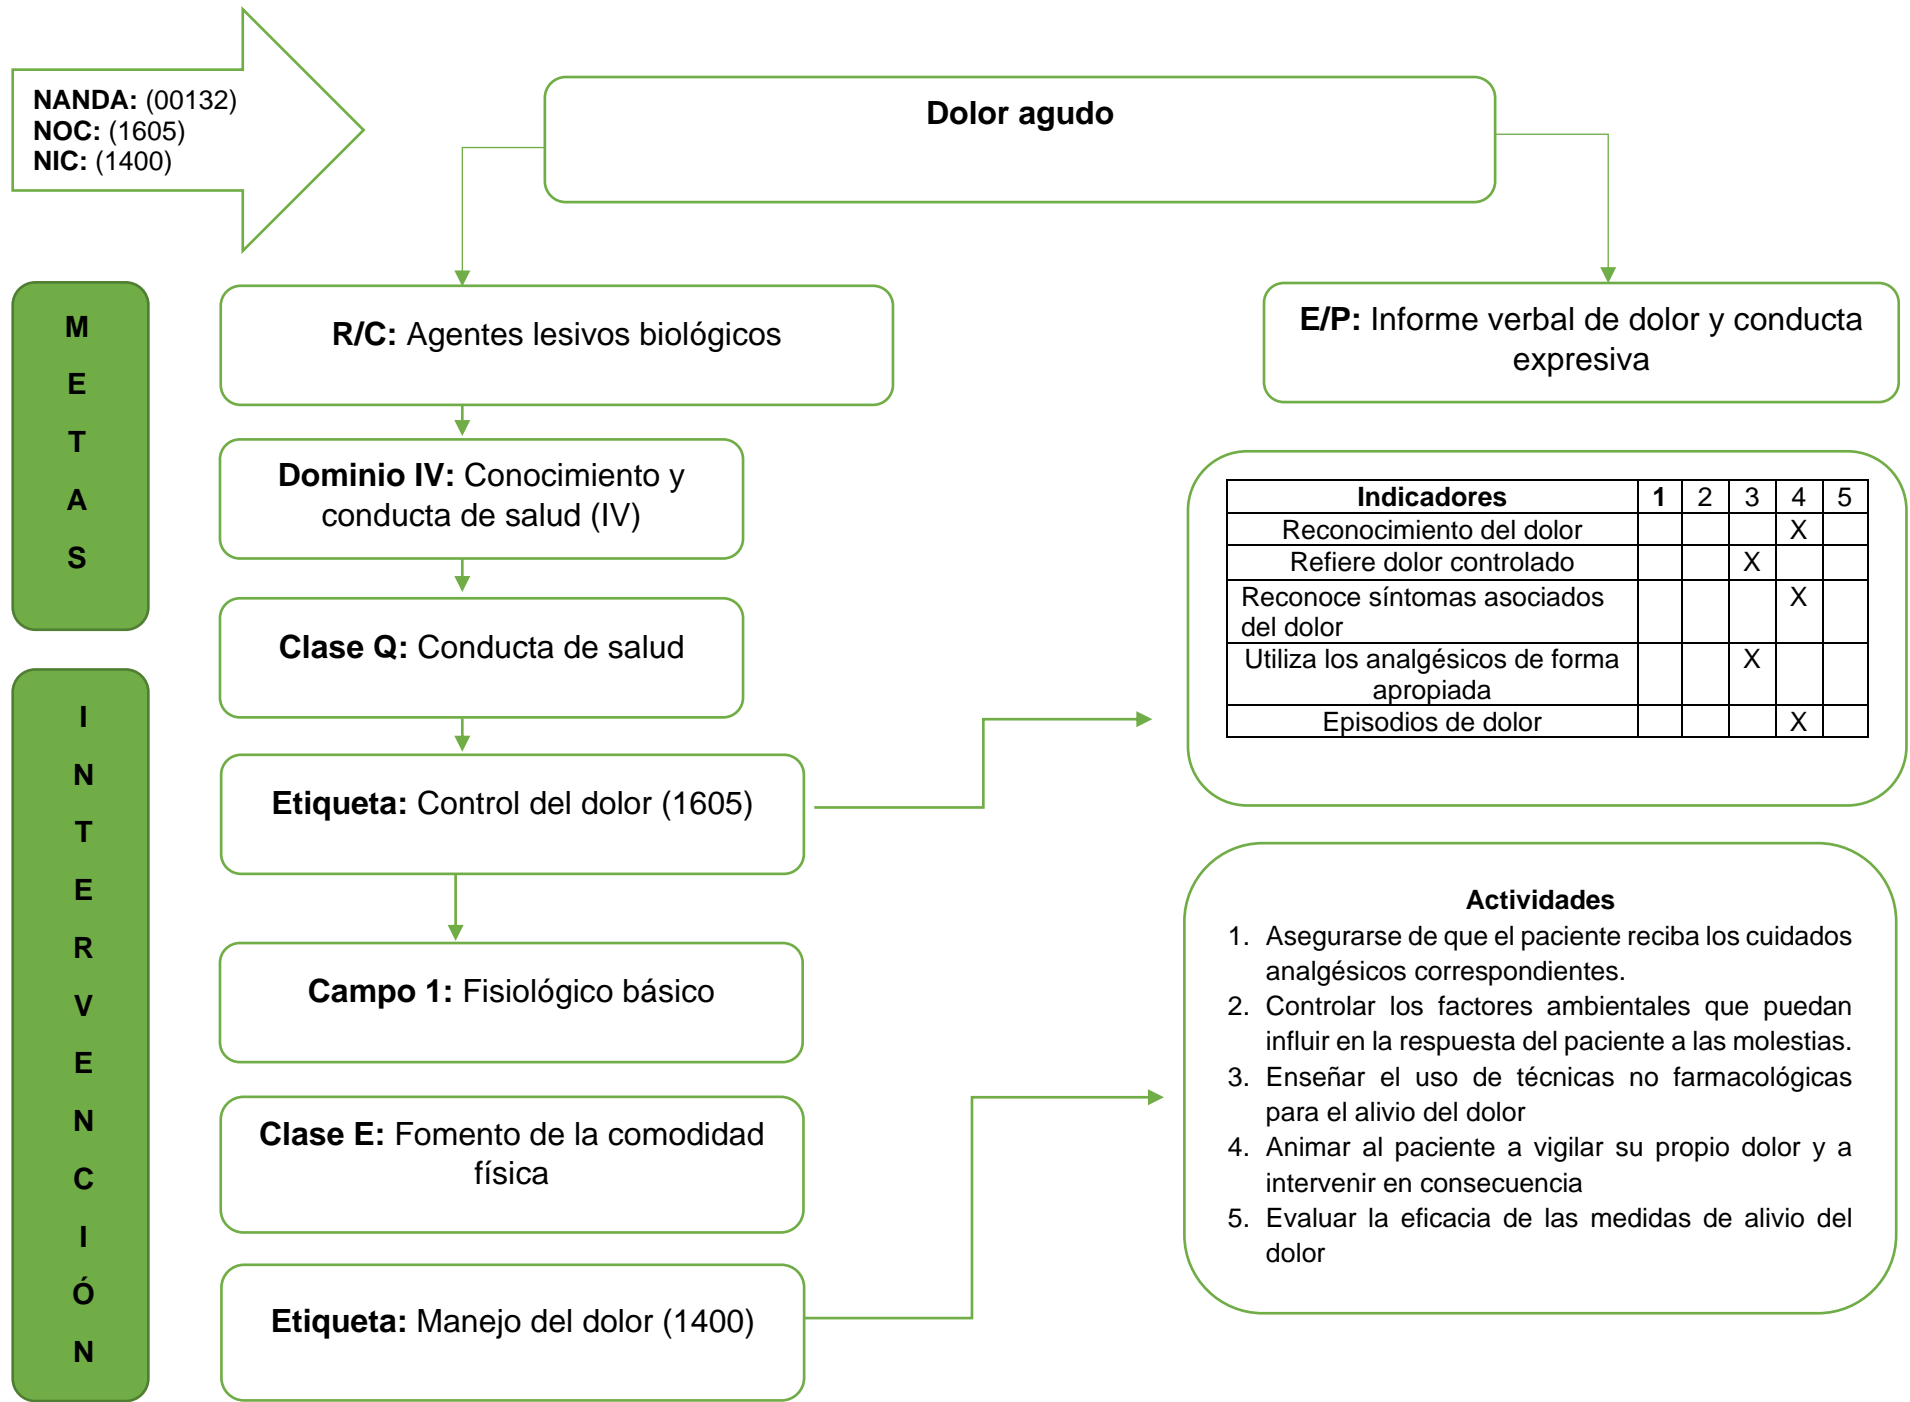 NANDA: (00132)
NOC: (1605)
NIC: (1400)
Dolor agudo
M
E
T
A
S
R/C: Agentes lesivos biológicos
E/P: Informe verbal de dolor y conducta
expresiva
Dominio IV: Conocimiento y
conducta de salud (IV)
Clase Q: Conducta de salud
Etiqueta: Control del dolor (1605)
Indicadores 1 2 3 4 5
Reconocimiento del dolor X
Refiere dolor controlado X
Reconoce síntomas asociados X
del dolor
Utiliza los analgésicos de forma X
apropiada
Episodios de dolor X
I
N
T
E
R
V
E
N
C
I
Ó
N
Campo 1: Fisiológico básico
Clase E: Fomento de la comodidad
física
Etiqueta: Manejo del dolor (1400)
Actividades
1. Asegurarse de que el paciente reciba los cuidados
analgésicos correspondientes.
2. Controlar los factores ambientales que puedan
influir en la respuesta del paciente a las molestias.
3. Enseñar el uso de técnicas no farmacológicas
para el alivio del dolor
4. Animar al paciente a vigilar su propio dolor y a
intervenir en consecuencia
5. Evaluar la eficacia de las medidas de alivio del
dolor